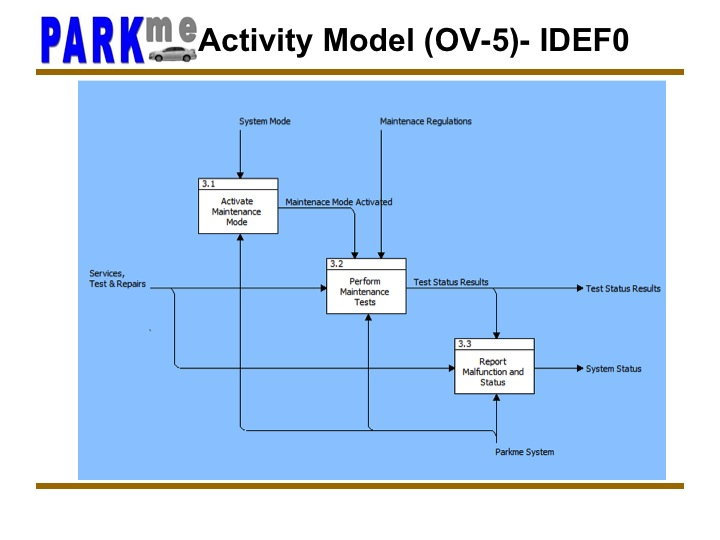 PARKme
Activity Model (OV-5)- IDEF0
System Mode
Maintenace Regulations
3.1
Activate
Maintenance
Mode
Maintenace Mode Activated
3.2
Perform
Maintenance
Tests
Services,
Test & Repairs
Test Status Results
Test Status Results
3.3
Report
Malfunction and
Status
System Status
Parkme System